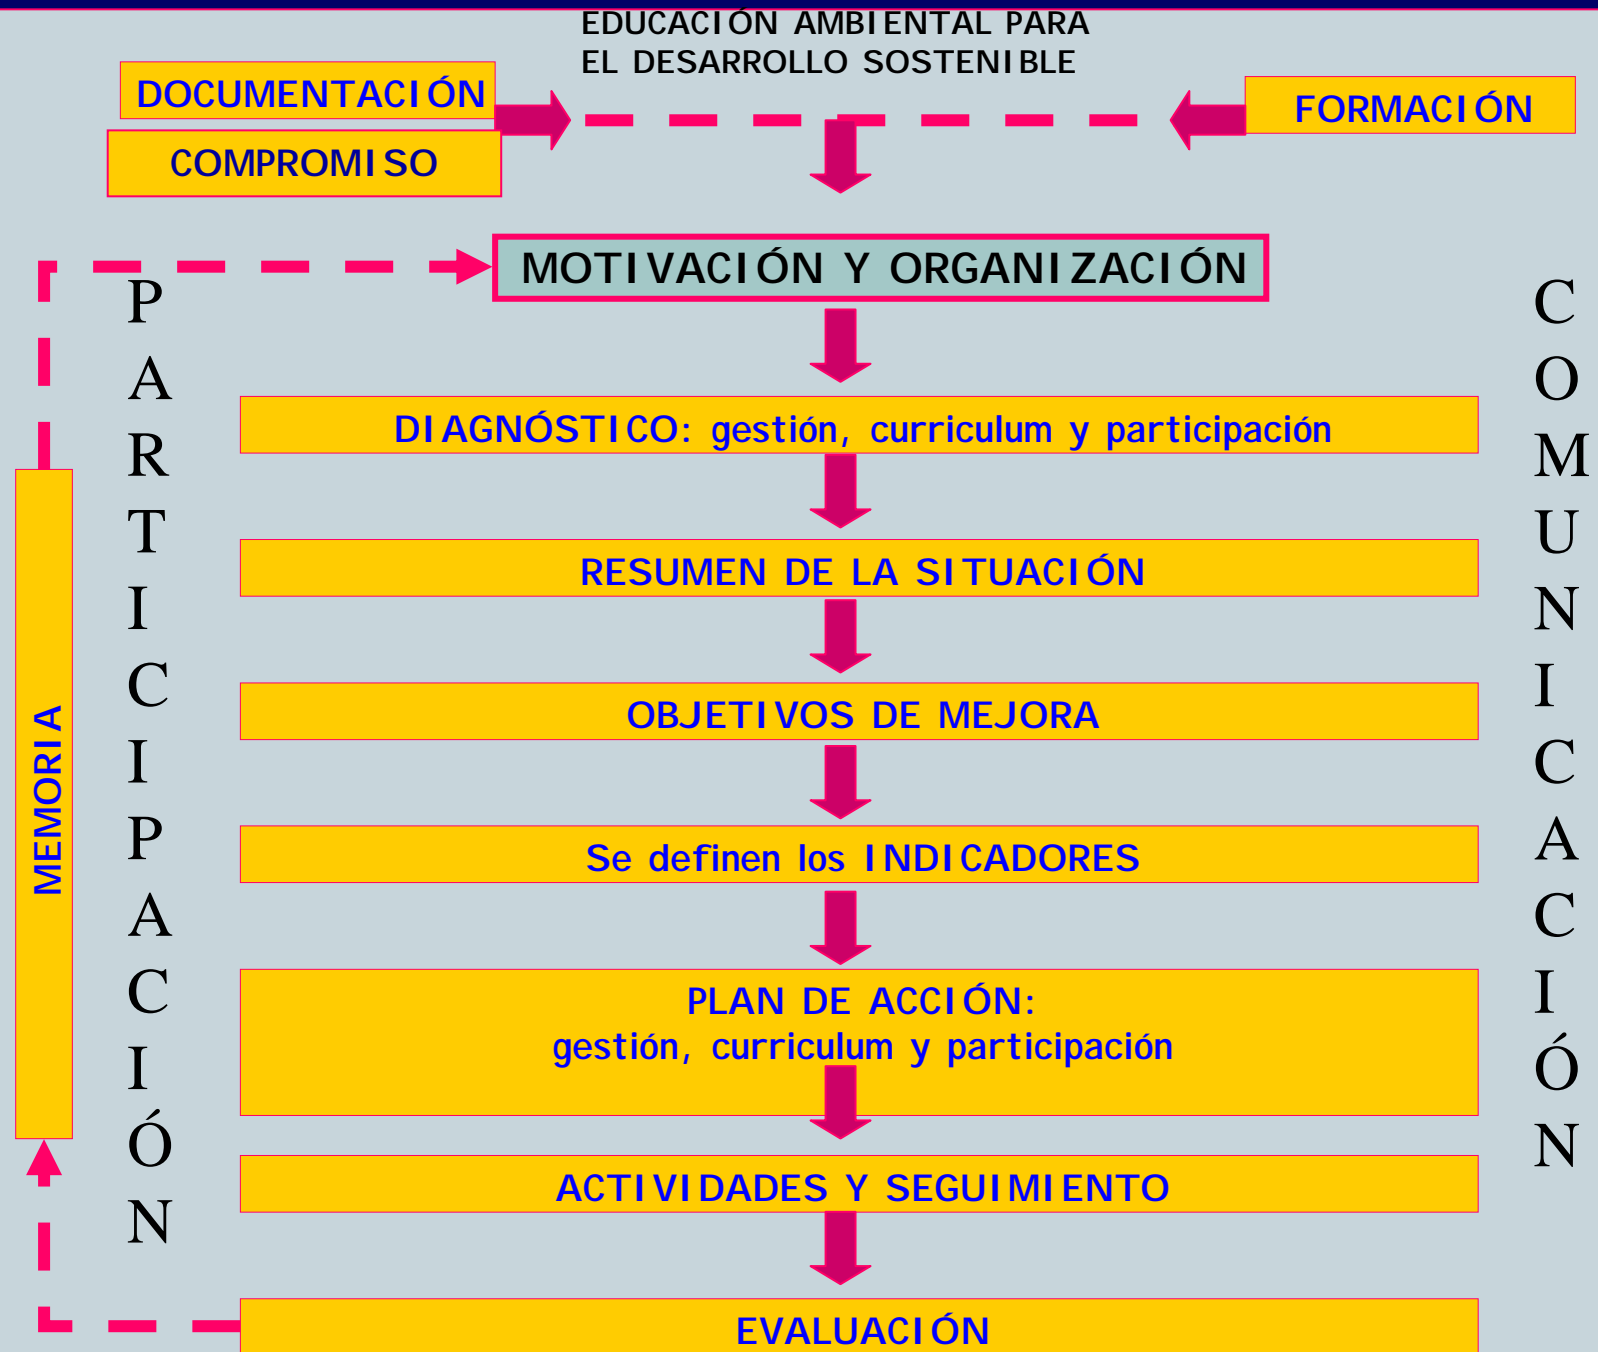 EDUCACIÓN AMBIENTAL PARA
EL DESARROLLO SOSTENIBLE
DOCUMENTACIÓN
COMPROMISO
FORMACIÓN
MOTIVACIÓN Y ORGANIZACIÓN
PARTICIPACIÓN
COMUNICACIÓN
MEMORIA
DIAGNÓSTICO: gestión, curriculum y participación
RESUMEN DE LA SITUACIÓN
OBJETIVOS DE MEJORA
Se definen los INDICADORES
PLAN DE ACCIÓN:
gestión, curriculum y participación
ACTIVIDADES Y SEGUIMIENTO
EVALUACIÓN